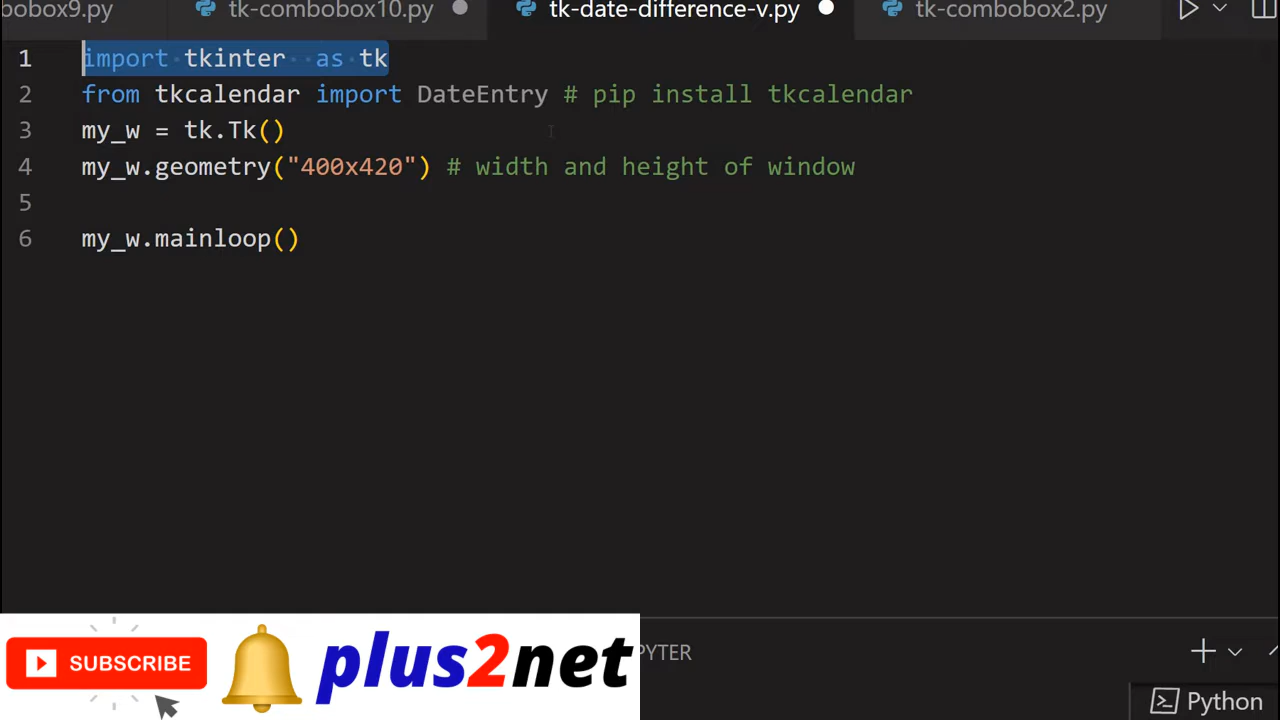 obox9.py tk-combobox10.py tk-date-difference-v.py tk-combobox2.py
1 import tkinter  as tk
2 from tkcalendar import DateEntry # pip install tkcalendar
3 my_w = tk.Tk()
4 my_w.geometry("400x420") # width and height of window
5
6 my_w.mainloop()
SUBSCRIBE plus2net PYTER
Python